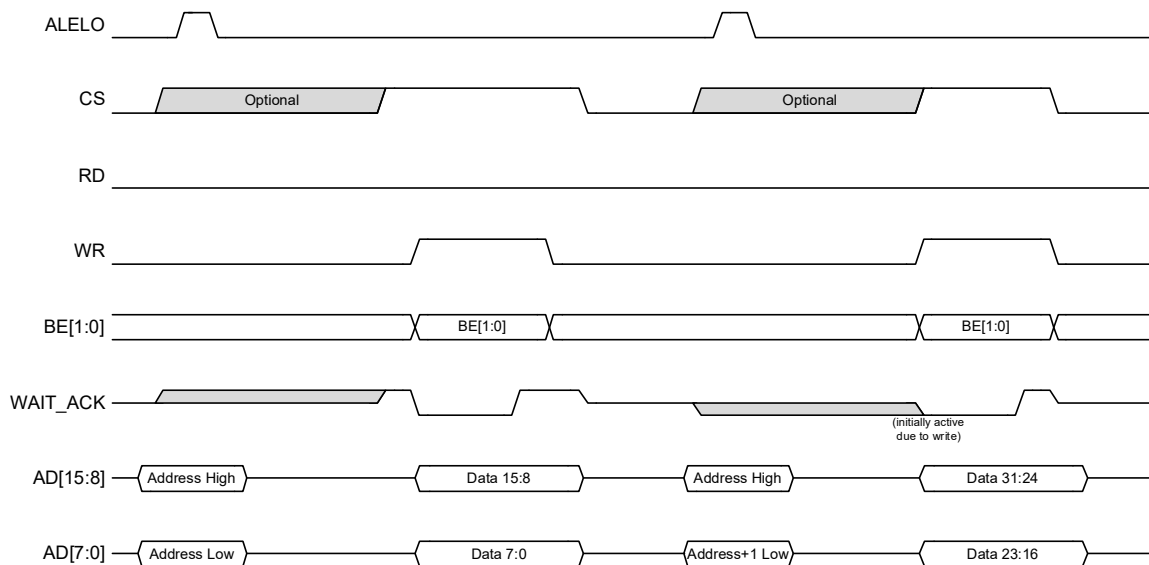 ALELO
CS
Optional
Optional
RD
WR
BE[1:0]
BE[1:0]
BE[1:0]
WAIT_ACK
(initially active
due to write)
AD[15:8]
Address High
Data 15:8
Address High
Data 31:24
AD[7:0]
Address Low
Data 7:0
Address+1 Low
Data 23:16